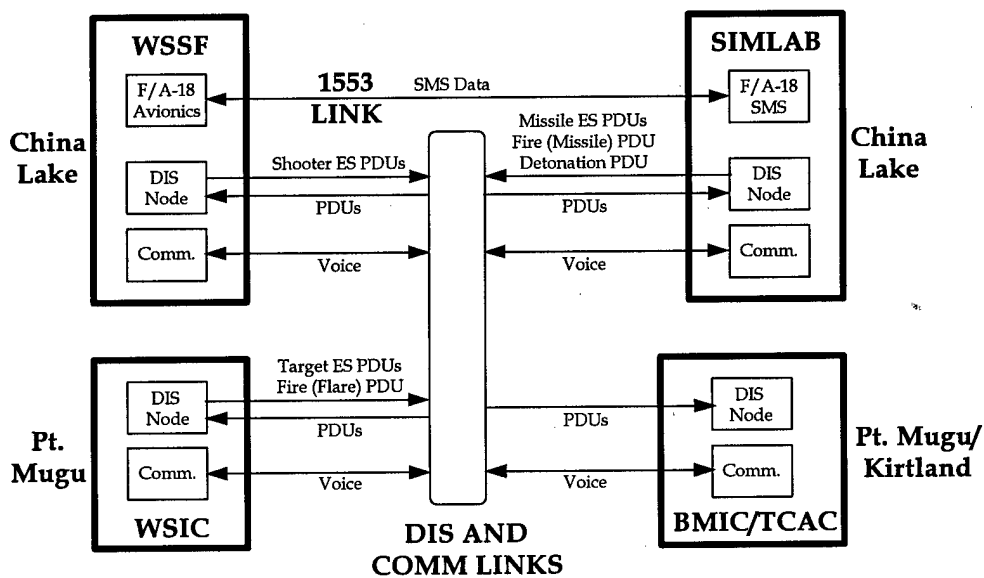 WSSF
F/A-18
Avionics
China
Lake
DIS
Node
Comm.
1553
LINK
SMS Data
Shooter ES PDUs
PDUs
Voice
Missile ES PDUs
Fire (Missile) PDU
Detonation PDU
PDUs
Voice
SIMLAB
F/A-18
SMS
DIS
Node
Comm.
China
Lake
Pt.
Mugu
DIS
Node
Comm.
WSIC
Target ES PDUs
Fire (Flare) PDU
PDUs
Voice
DIS AND
COMM LINKS
PDUs
Voice
DIS
Node
Comm.
BMIC/TCAC
Pt. Mugu/
Kirtland